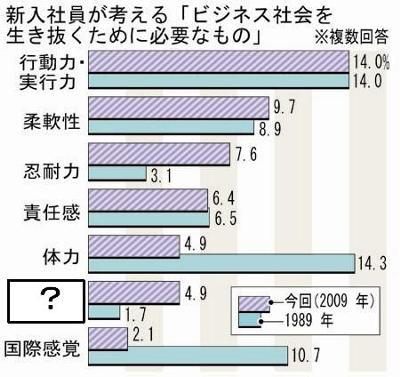 新入社員が考える「ビジネス社会を
生き抜くために必要なもの」 ※複数回答
行動力・
実行力
14.0%
14.0
柔軟性
9.7
8.9
忍耐力
7.6
3.1
責任感
6.4
6.5
体力
4.9
14.3
?
4.9
1.7
国際感覚
2.1
10.7
今回(2009 年)
1989 年